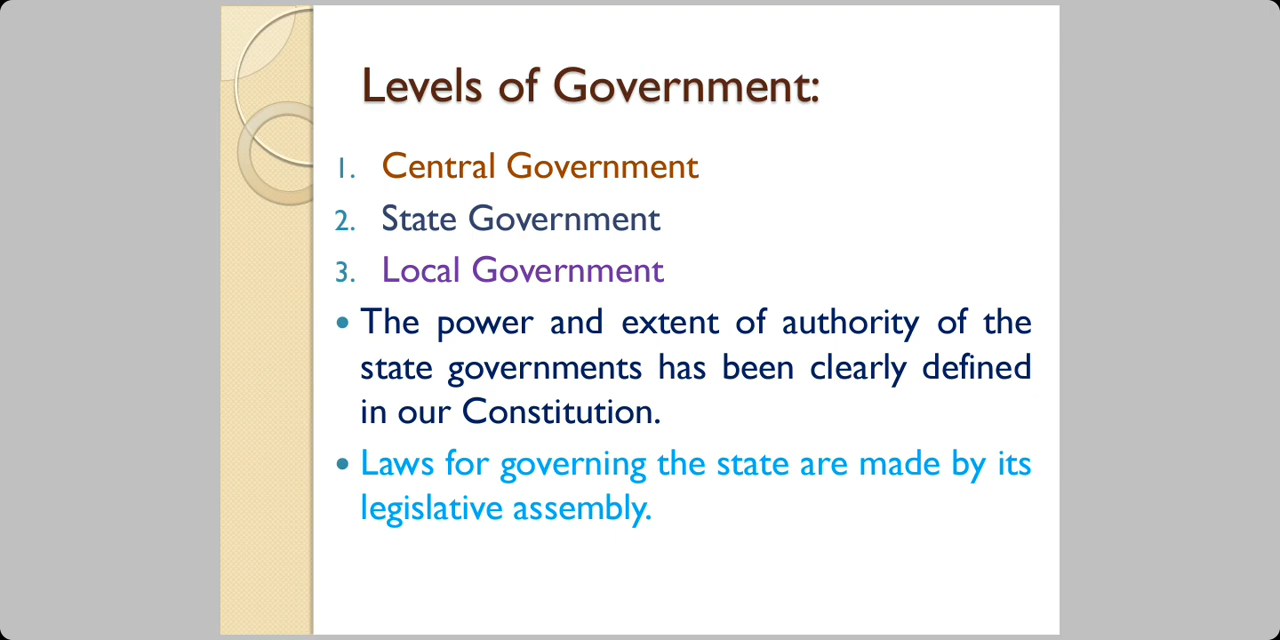 Levels of Government:
1. Central Government
2. State Government
3. Local Government
• The power and extent of authority of the
state governments has been clearly defined
in our Constitution.
• Laws for governing the state are made by its
legislative assembly.